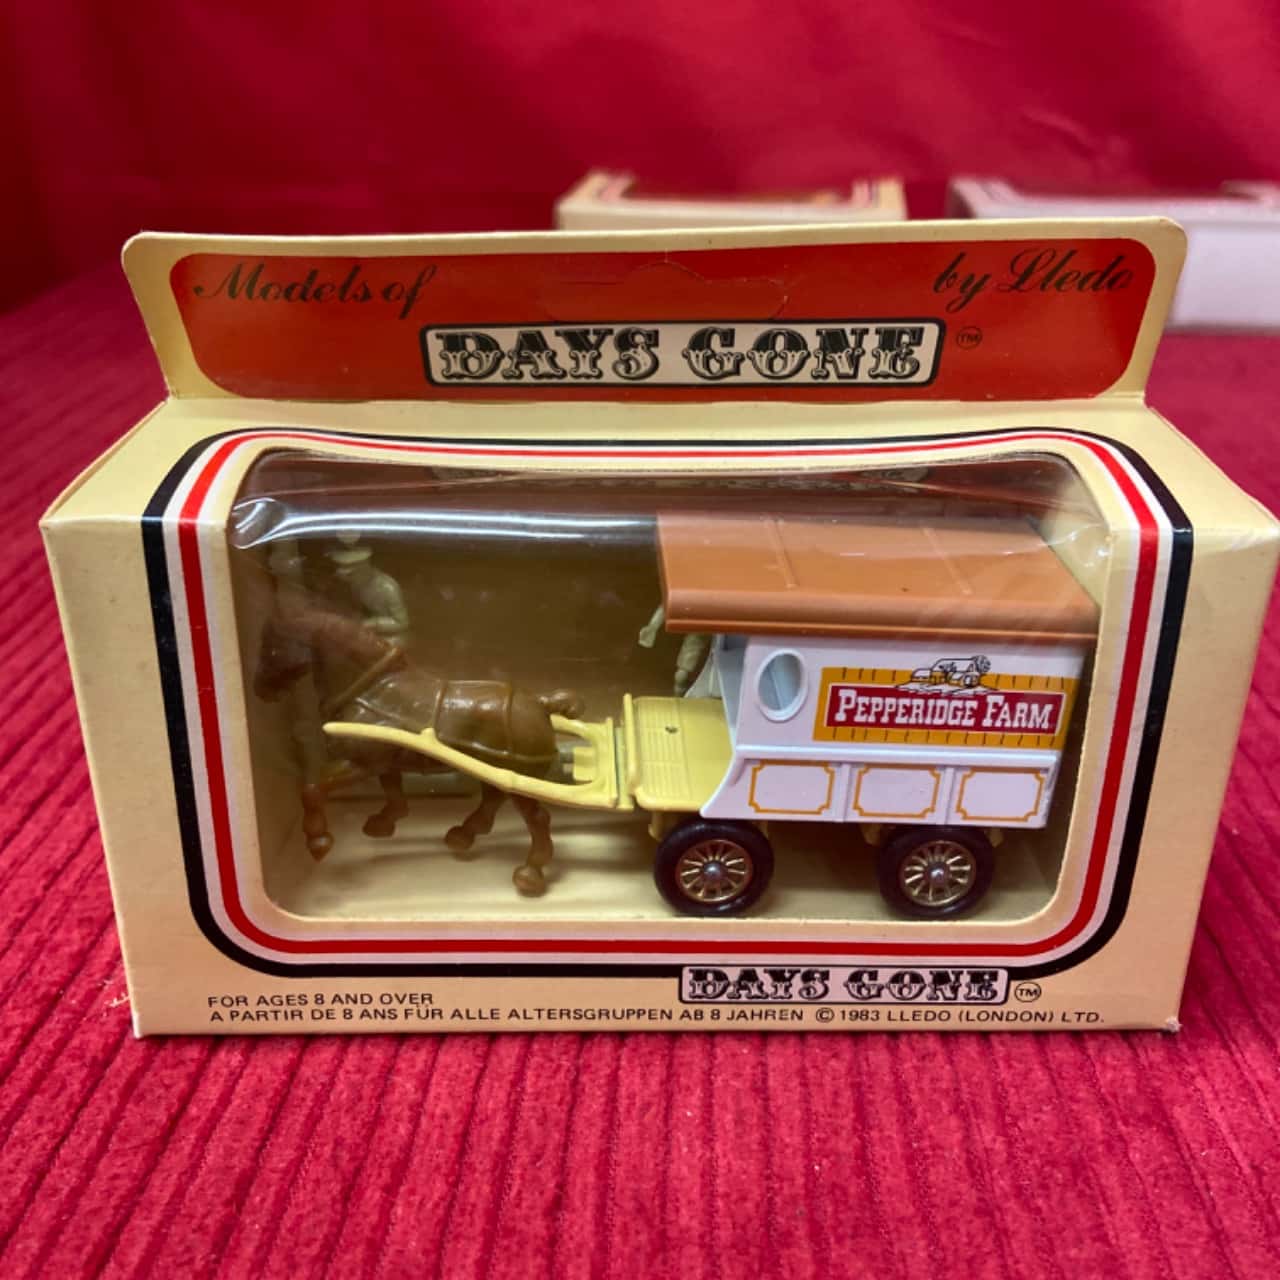 Models of by Lledo
DAYS GONE TM
PEPPERIDGE FARM
DAYS GONE TM
FOR AGES 8 AND OVER
A PARTIR DE 8 ANS FÜR ALLE ALTERSGRUPPEN AB 8 JAHREN © 1983 LLEDO (LONDON) LTD.